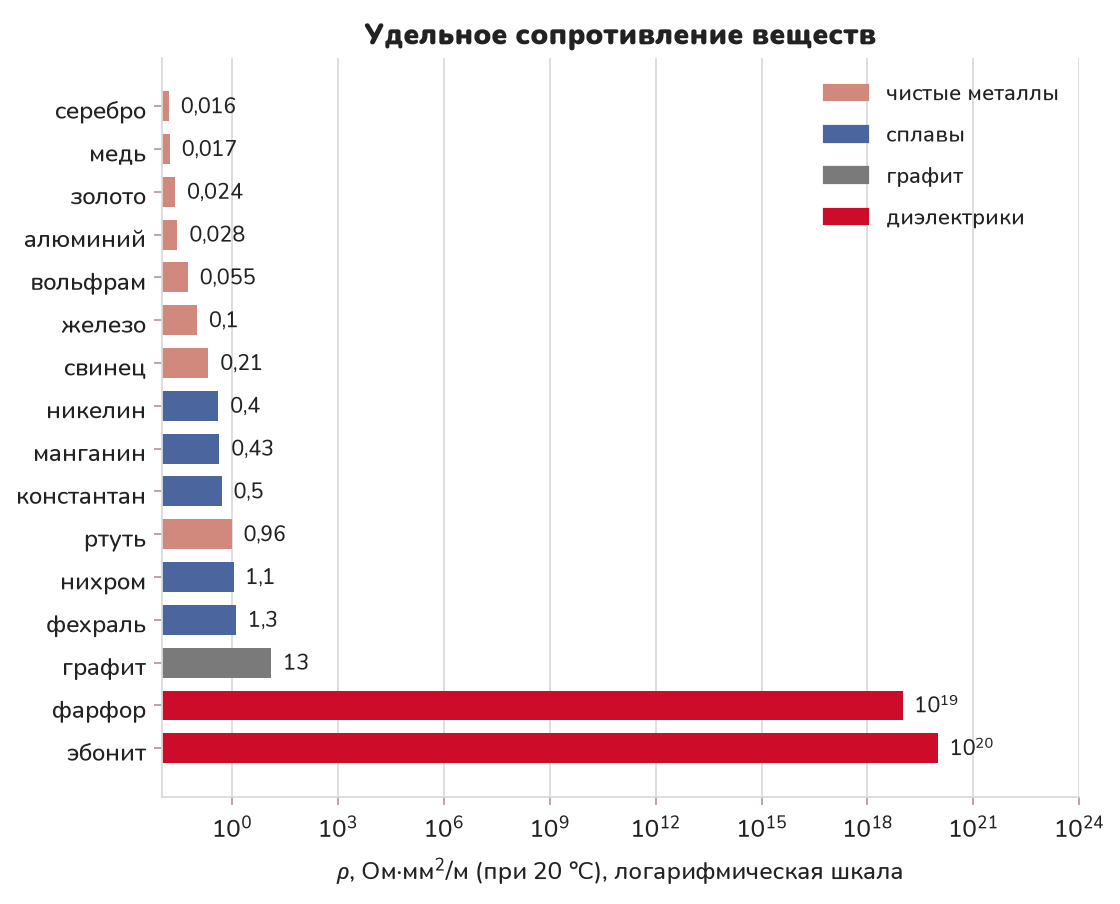 Удельное сопротивление веществ
чистые металлы
сплавы
графит
диэлектрики
серебро 0,016
медь 0,017
золото 0,024
алюминий 0,028
вольфрам 0,055
железо 0,1
свинец 0,21
никелин 0,4
манганин 0,43
константан 0,5
ртуть 0,96
нихром 1,1
фехраль 1,3
графит 13
фарфор 10¹⁹
эбонит 10²⁰
10⁰ 10³ 10⁶ 10⁹ 10¹² 10¹⁵ 10¹⁸ 10²¹ 10²⁴
ρ, Ом·мм²/м (при 20 °C), логарифмическая шкала